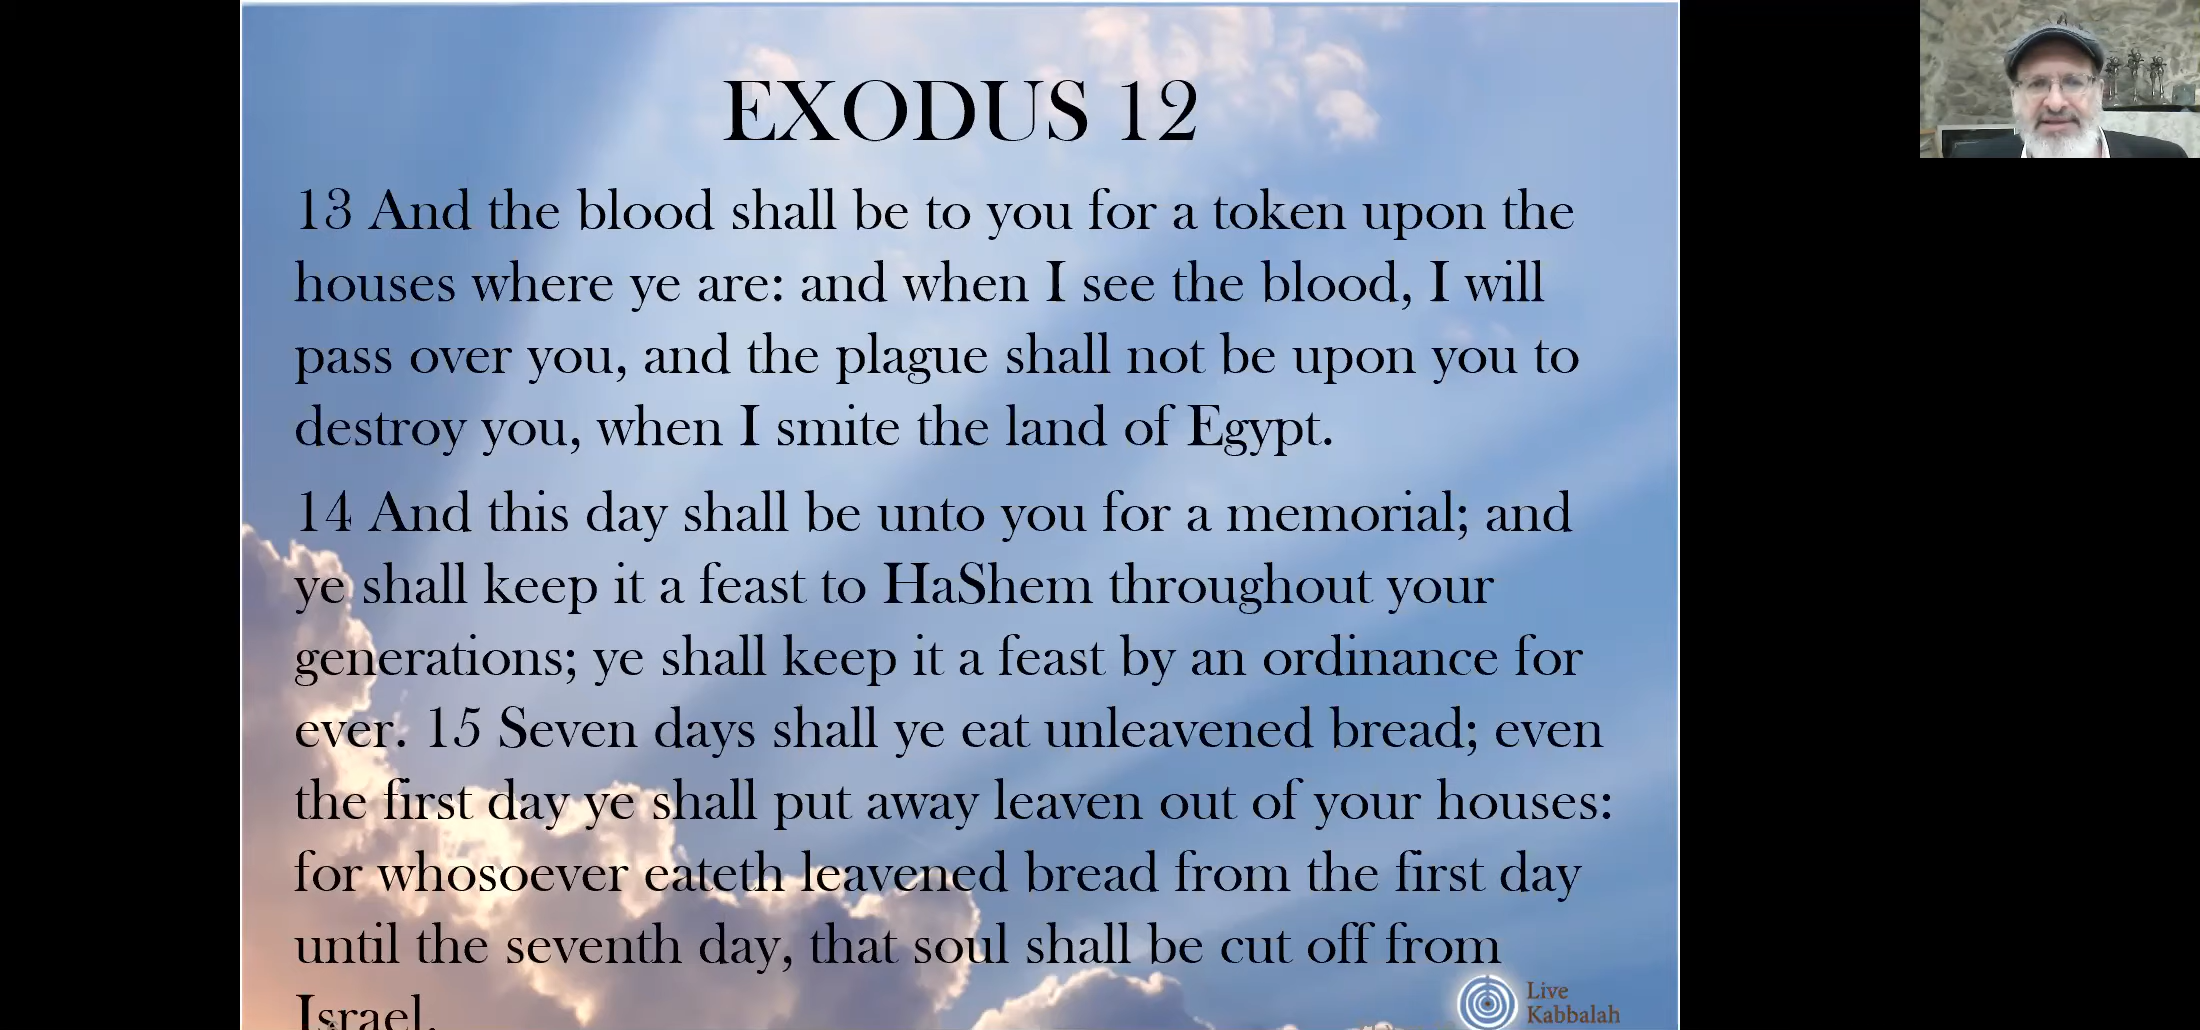 EXODUS 12
13 And the blood shall be to you for a token upon the
houses where ye are: and when I see the blood, I will
pass over you, and the plague shall not be upon you to
destroy you, when I smite the land of Egypt.
14 And this day shall be unto you for a memorial; and
ye shall keep it a feast to HaShem throughout your
generations; ye shall keep it a feast by an ordinance for
ever. 15 Seven days shall ye eat unleavened bread; even
the first day ye shall put away leaven out of your houses:
for whosoever eateth leavened bread from the first day
until the seventh day, that soul shall be cut off from
Israel.
Live
Kabbalah